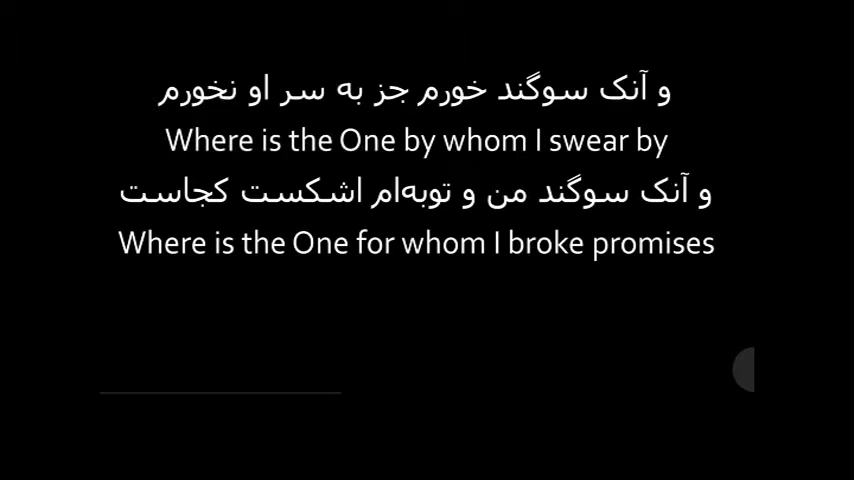 و آنک سوگند خورم جز به سر او نخورم
Where is the One by whom I swear by
و آنک سوگند من و توبه‌ام اشکست کجاست
Where is the One for whom I broke promises